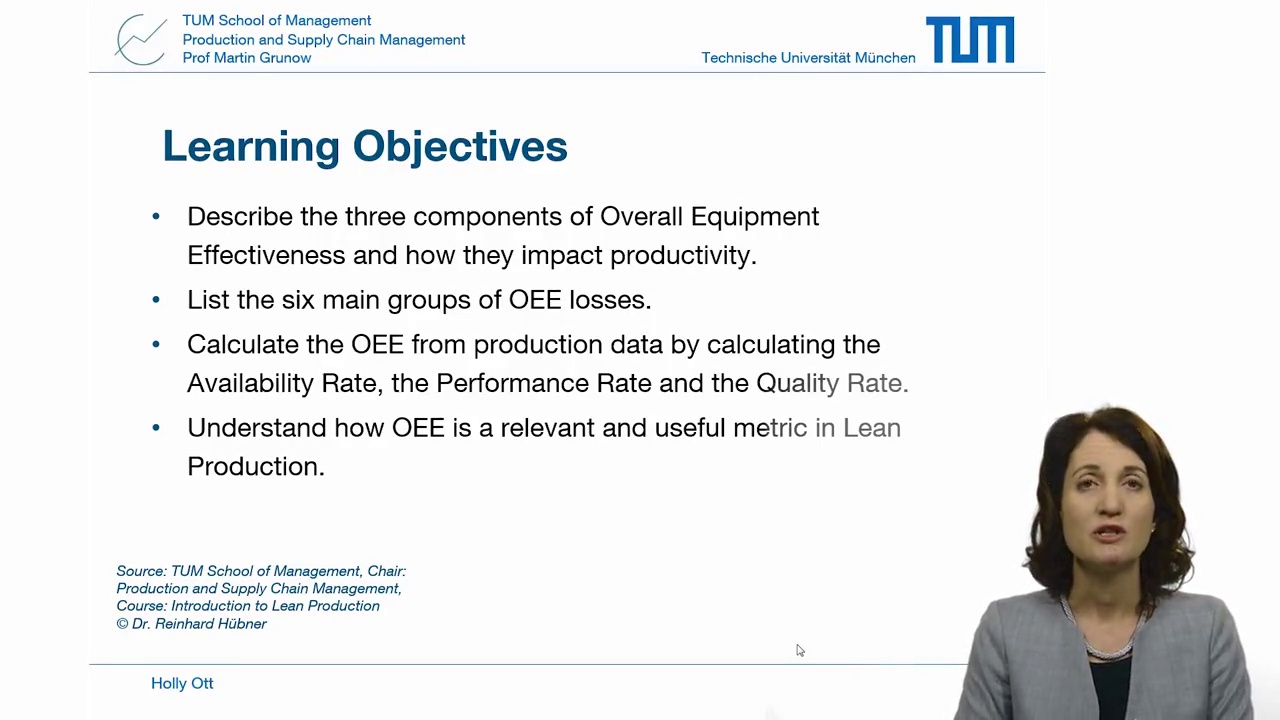 TUM School of Management
Production and Supply Chain Management
Prof Martin Grunow
Technische Universität München
TUM
Learning Objectives
• Describe the three components of Overall Equipment
Effectiveness and how they impact productivity.
• List the six main groups of OEE losses.
• Calculate the OEE from production data by calculating the
Availability Rate, the Performance Rate and the Quality Rate.
• Understand how OEE is a relevant and useful metric in Lean
Production.
Source: TUM School of Management, Chair:
Production and Supply Chain Management,
Course: Introduction to Lean Production
© Dr. Reinhard Hübner
Holly Ott